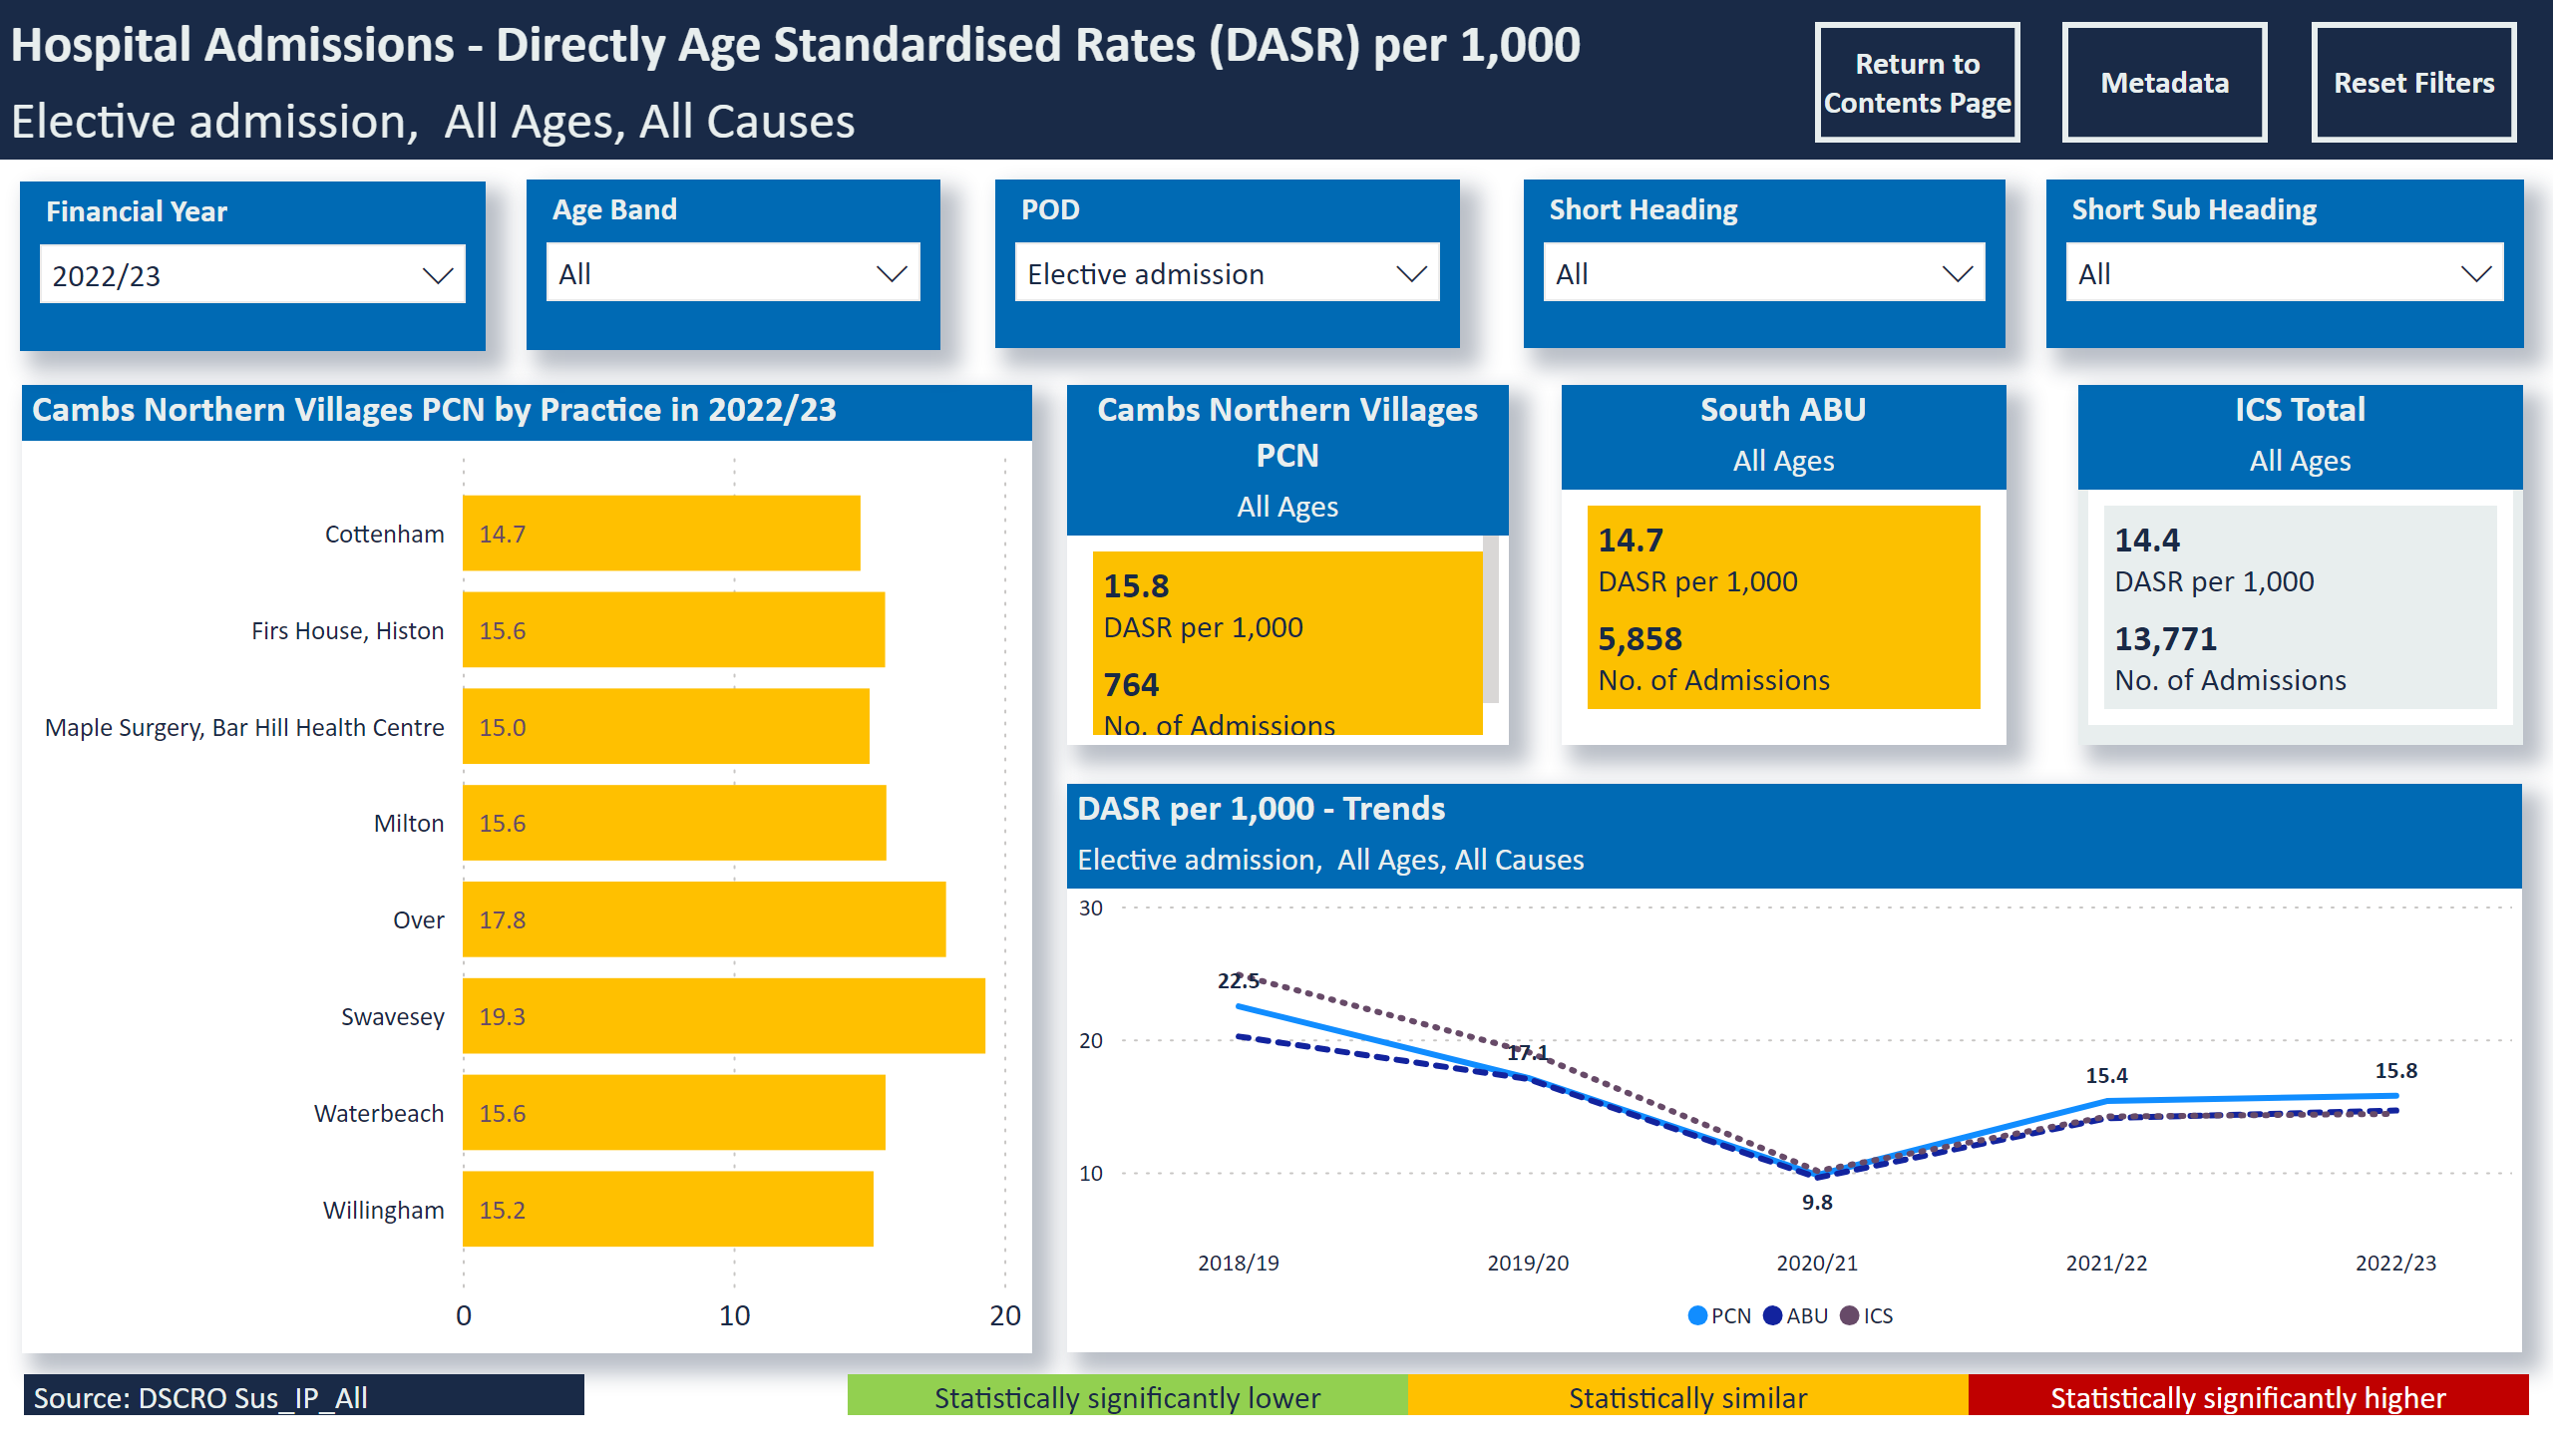 Hospital Admissions - Directly Age Standardised Rates (DASR) per 1,000
Elective admission,  All Ages, All Causes
Return to
Contents Page
Metadata
Reset Filters
Financial Year
2022/23
Age Band
All
POD
Elective admission
Short Heading
All
Short Sub Heading
All
Cambs Northern Villages PCN by Practice in 2022/23
Cottenham
14.7
Firs House, Histon
15.6
Maple Surgery, Bar Hill Health Centre
15.0
Milton
15.6
Over
17.8
Swavesey
19.3
Waterbeach
15.6
Willingham
15.2
0
10
20
Cambs Northern Villages
PCN
All Ages
15.8
DASR per 1,000
764
No. of Admissions
South ABU
All Ages
14.7
DASR per 1,000
5,858
No. of Admissions
ICS Total
All Ages
14.4
DASR per 1,000
13,771
No. of Admissions
DASR per 1,000 - Trends
Elective admission,  All Ages, All Causes
30
20
10
22.5
17.1
9.8
15.4
15.8
2018/19
2019/20
2020/21
2021/22
2022/23
PCN
ABU
ICS
Source: DSCRO Sus_IP_All
Statistically significantly lower
Statistically similar
Statistically significantly higher